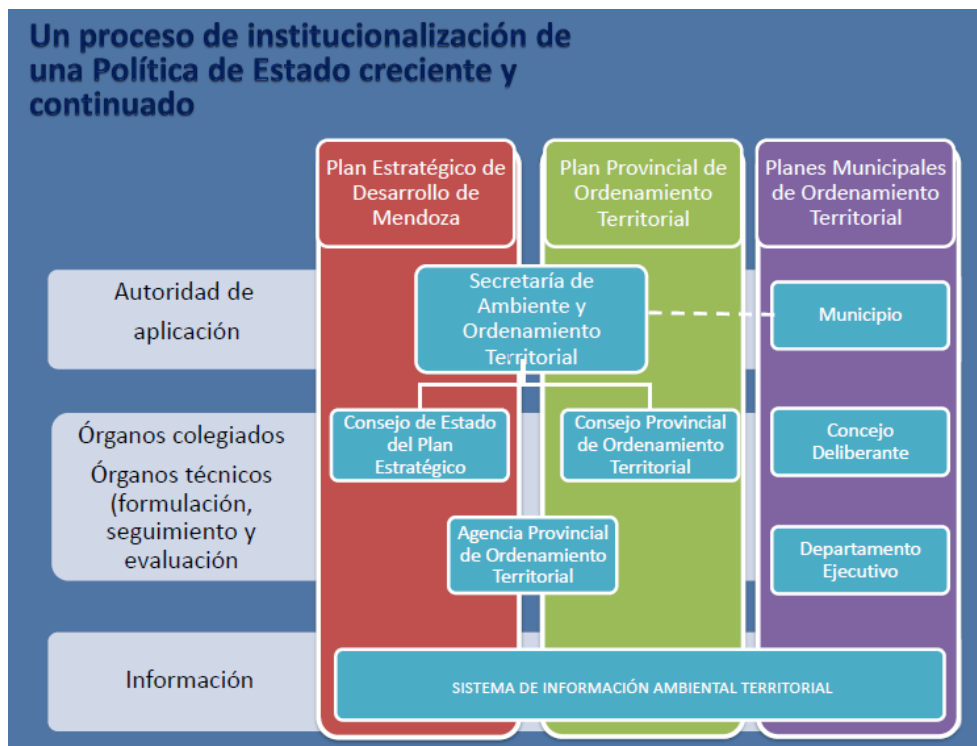 Un proceso de institucionalización de
una Política de Estado creciente y
continuado
Plan Estratégico de
Desarrollo de
Mendoza
Plan Provincial de
Ordenamiento
Territorial
Planes Municipales
de Ordenamiento
Territorial
Autoridad de
aplicación
Secretaría de
Ambiente y
Ordenamiento
Territorial
Municipio
Órganos colegiados
Órganos técnicos
(formulación,
seguimiento y
evaluación
Consejo de Estado
del Plan
Estratégico
Consejo Provincial
de Ordenamiento
Territorial
Concejo
Deliberante
Agencia Provincial
de Ordenamiento
Territorial
Departamento
Ejecutivo
Información
SISTEMA DE INFORMACIÓN AMBIENTAL TERRITORIAL